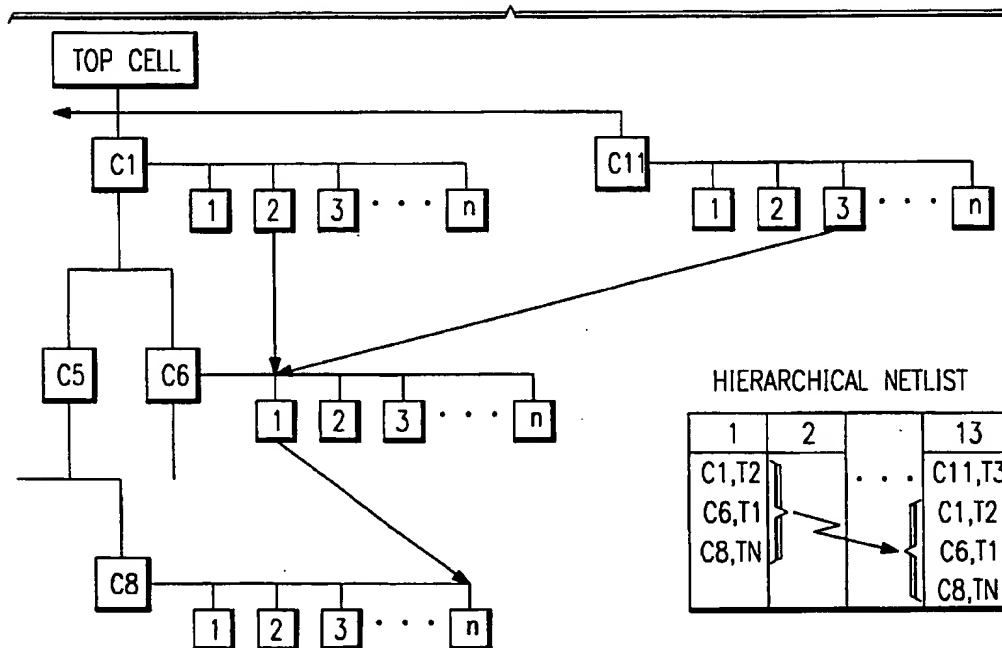 TOP CELL
C1
1 2 3 · · · n
C11
1 2 3 · · · n
C5
C6
1 2 3 · · · n
C8
1 2 3 · · · n
HIERARCHICAL NETLIST
1 2 13
C1,T2 · · · C11,T3
C6,T1 C1,T2
C8,TN C6,T1
C8,TN